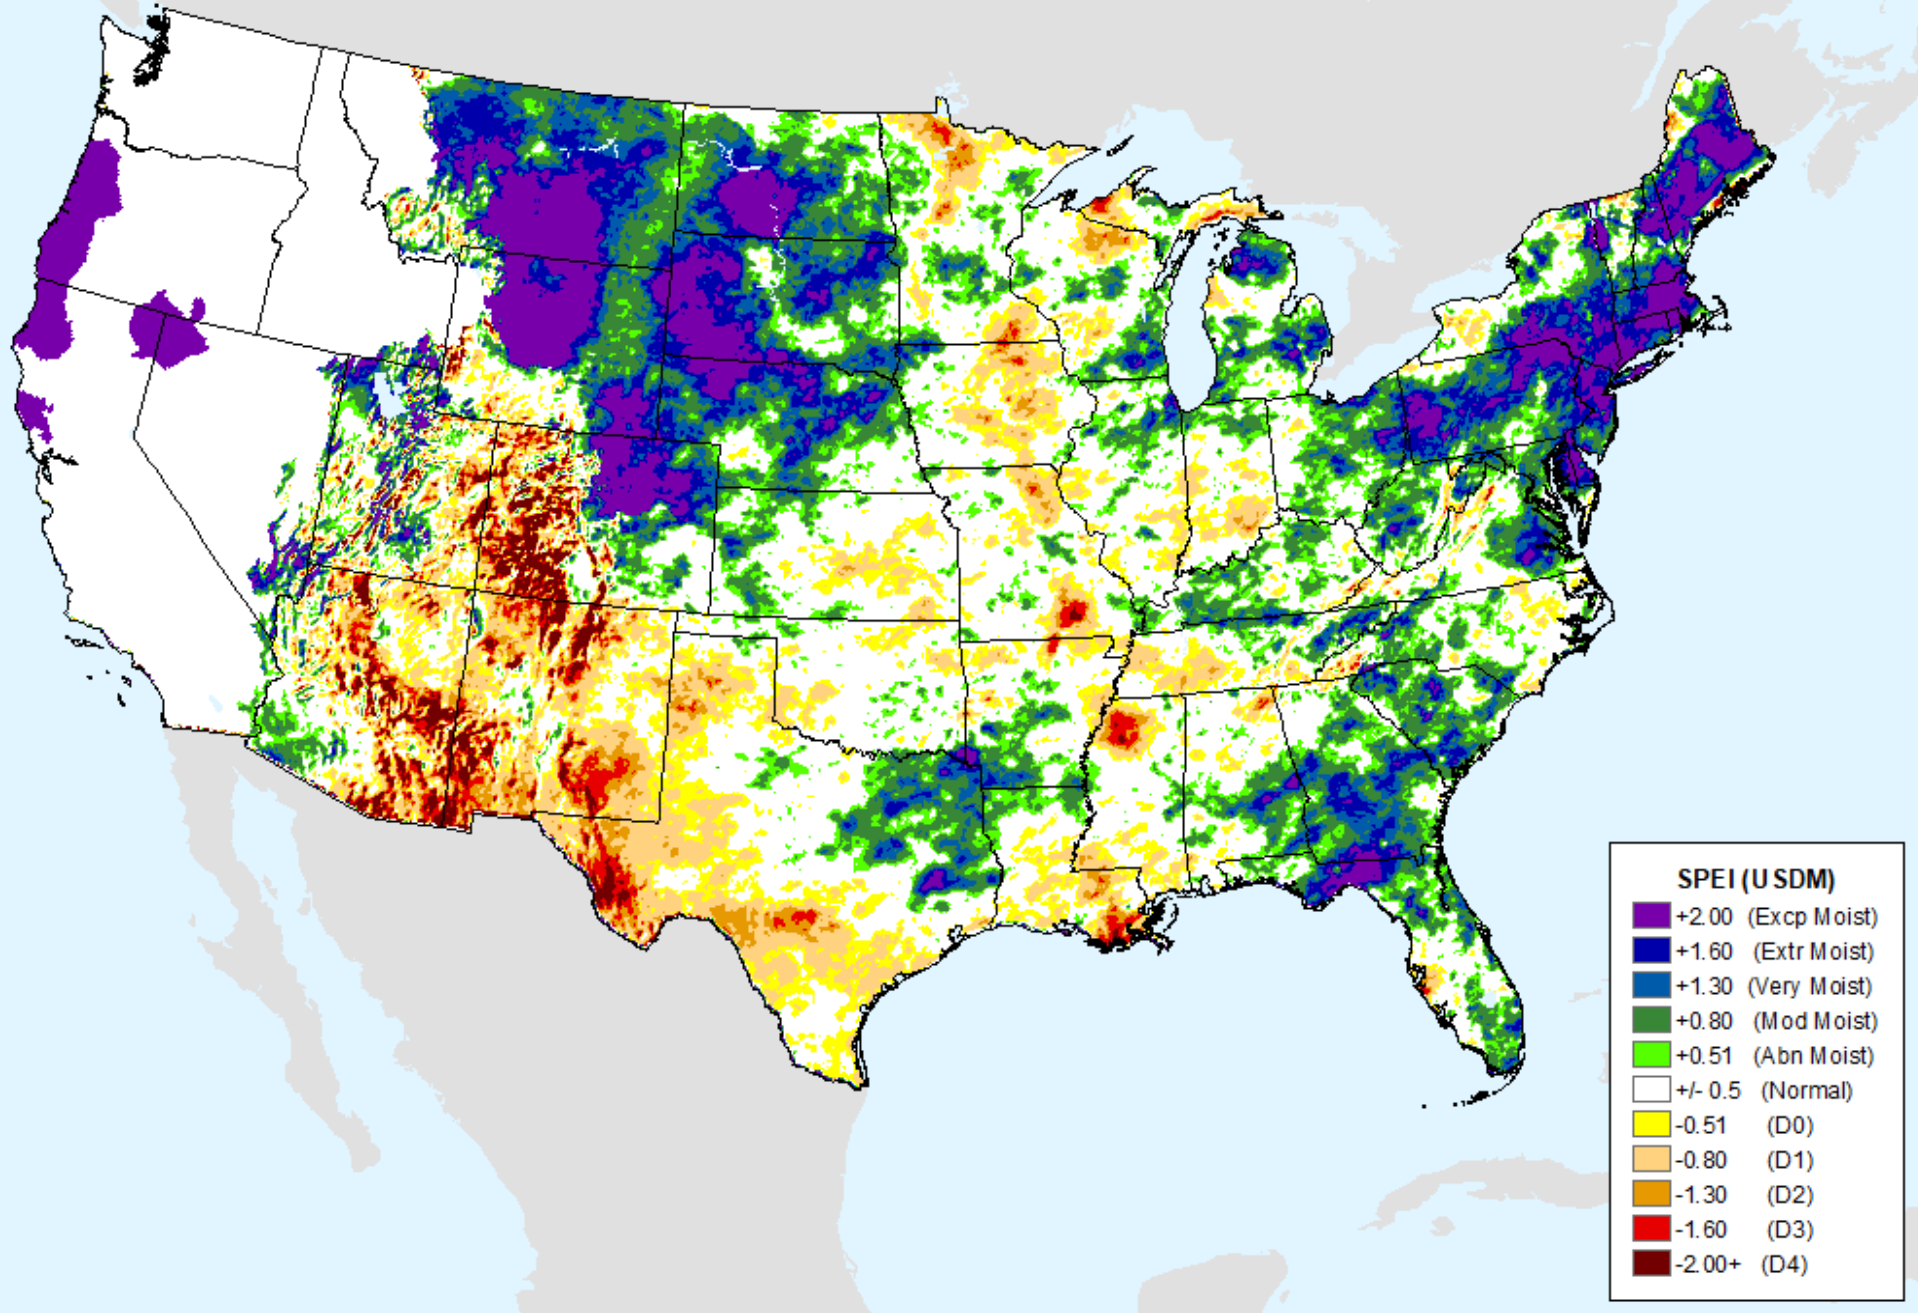 SPEI (USDM)
+2.00 (Excp Moist)
+1.60 (Extr Moist)
+1.30 (Very Moist)
+0.80 (Mod Moist)
+0.51 (Abn Moist)
+/- 0.5 (Normal)
-0.51 (D0)
-0.80 (D1)
-1.30 (D2)
-1.60 (D3)
-2.00+ (D4)